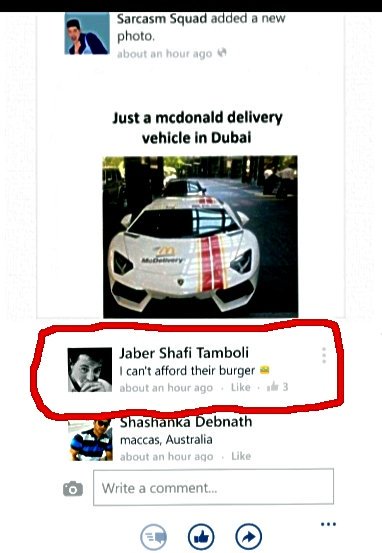 Sarcasm Squad added a new
photo.
about an hour ago
Just a mcdonald delivery
vehicle in Dubai
McDelivery
Jaber Shafi Tamboli
I can't afford their burger
about an hour ago · Like · 3
Shashanka Debnath
maccas, Australia
about an hour ago · Like
Write a comment...